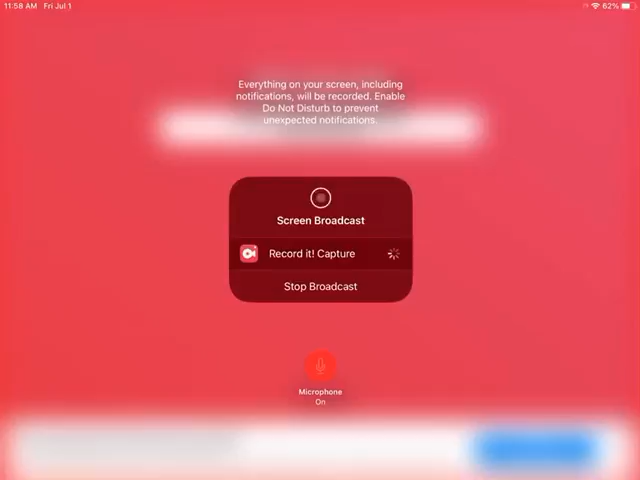 11:58 AM Fri Jul 1
62%
Everything on your screen, including
notifications, will be recorded. Enable
Do Not Disturb to prevent
unexpected notifications.
Screen Broadcast
Record it! Capture
Stop Broadcast
Microphone
On